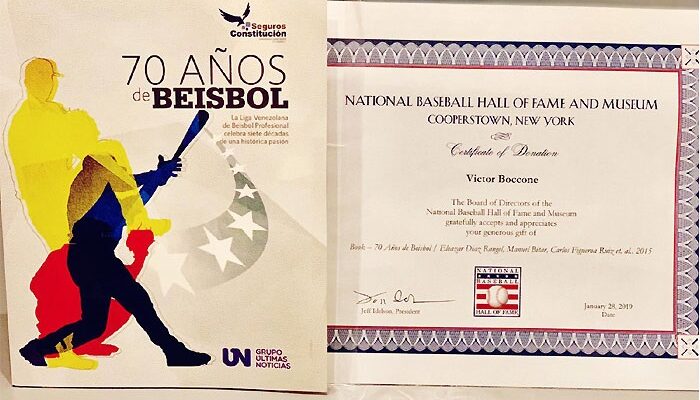 Seguros
Constitución
70 AÑOS
de BEISBOL
La Liga Venezolana
de Beisbol Profesional
celebra siete décadas
de una histórica pasión
UN GRUPO
ÚLTIMAS
NOTICIAS
NATIONAL BASEBALL HALL OF FAME AND MUSEUM
COOPERSTOWN, NEW YORK
Certificate of Donation
Victor Boccone
The Board of Directors of the
National Baseball Hall of Fame and Museum
gratefully accepts and appreciates
your generous gift of
Book – 70 Años de Beisbol / Eleazar Díaz Rangel, Manuel Bitar, Carlos Figueroa Ruiz et. al., 2015
NATIONAL
BASEBALL
HALL OF FAME
Jeff Idelson, President
January 28, 2019
Date